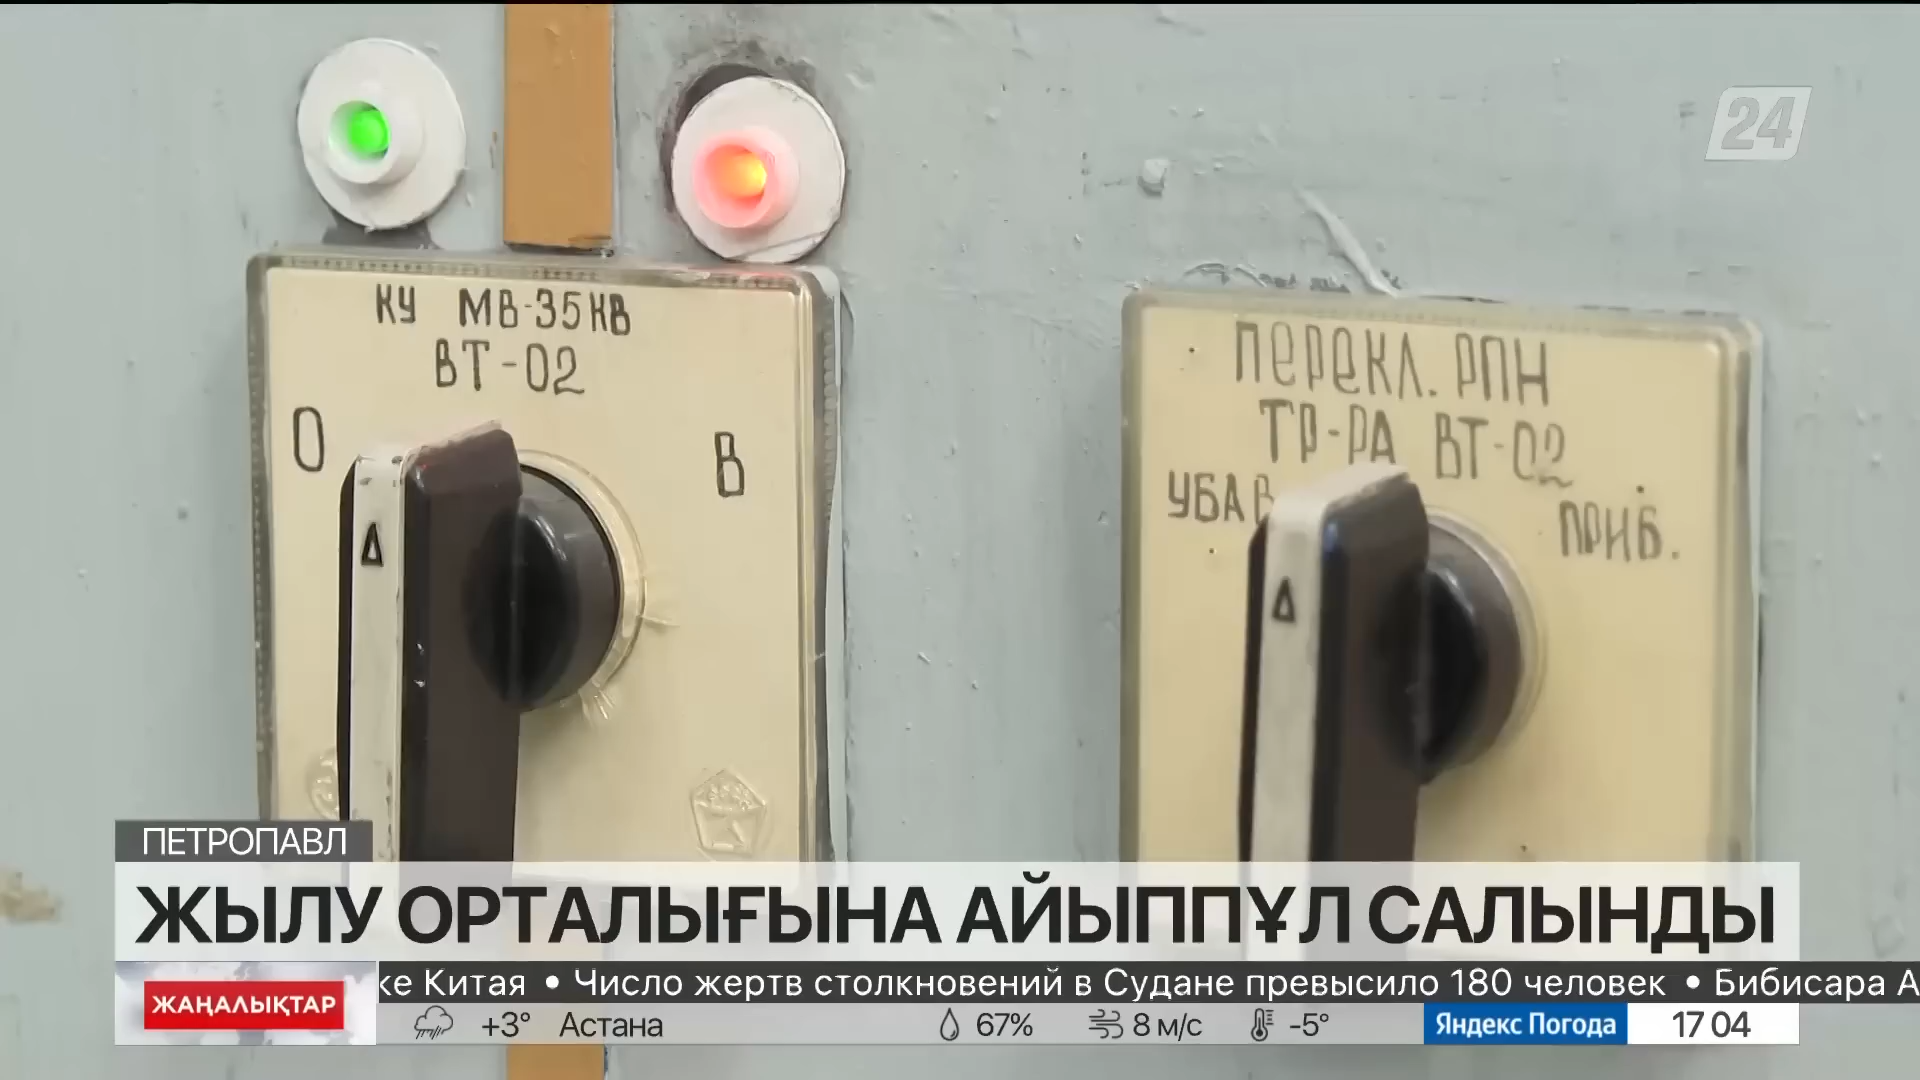 24
КУ МВ-35КВ
ВТ-02
О
В
ПЕРЕКЛ. РПН
ТР-РА ВТ-02
УБАВ
ПРИБ.
ПЕТРОПАВЛ
ЖЫЛУ ОРТАЛЫҒЫНА АЙЫППҰЛ САЛЫНДЫ
ке Китая • Число жертв столкновений в Судане превысило 180 человек • Бибисара А
ЖАҢАЛЫҚТАР
+3° Астана 67% 8 м/с -5° Яндекс Погода 17 04